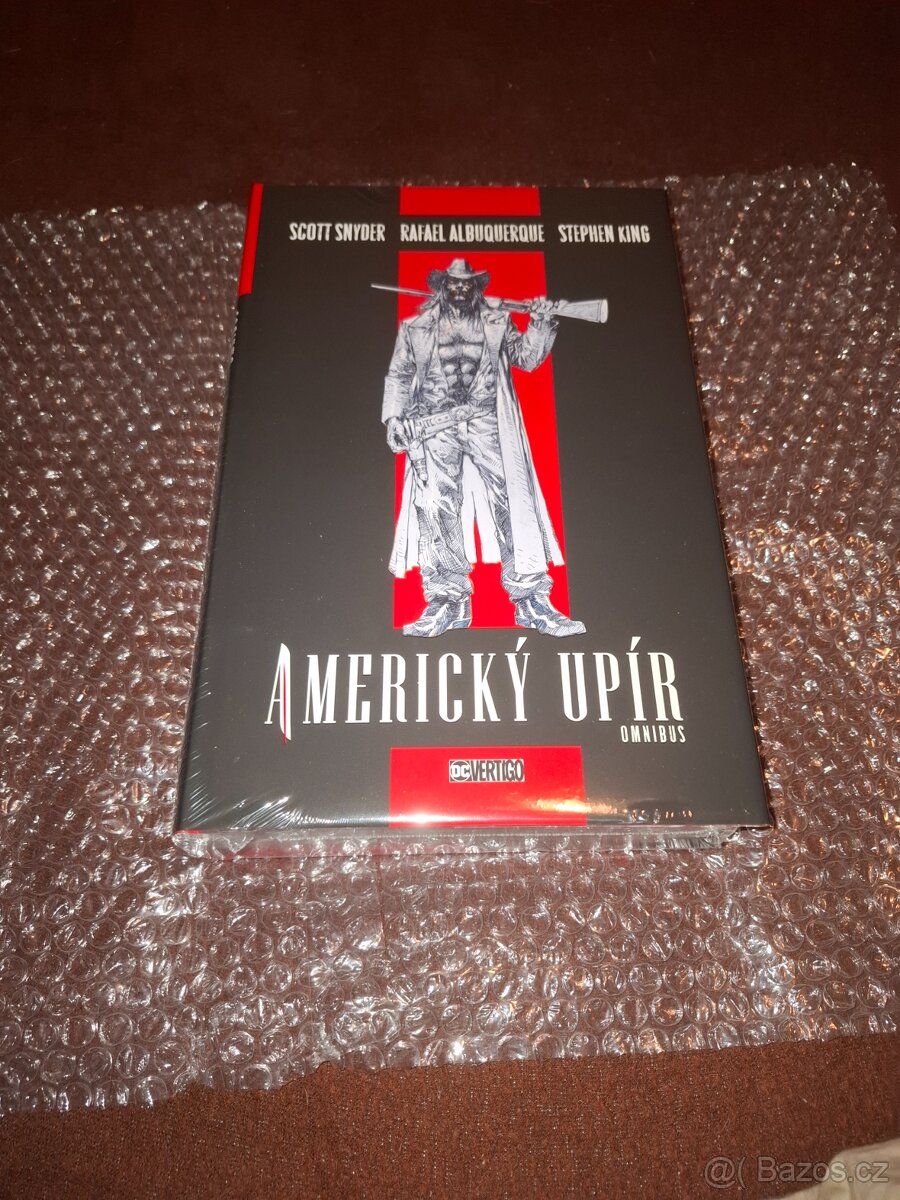 SCOTT SNYDER RAFAEL ALBUQUERQUE STEPHEN KING
AMERICKÝ UPÍR
OMNIBUS
DC VERTIGO
@( Bazos.cz